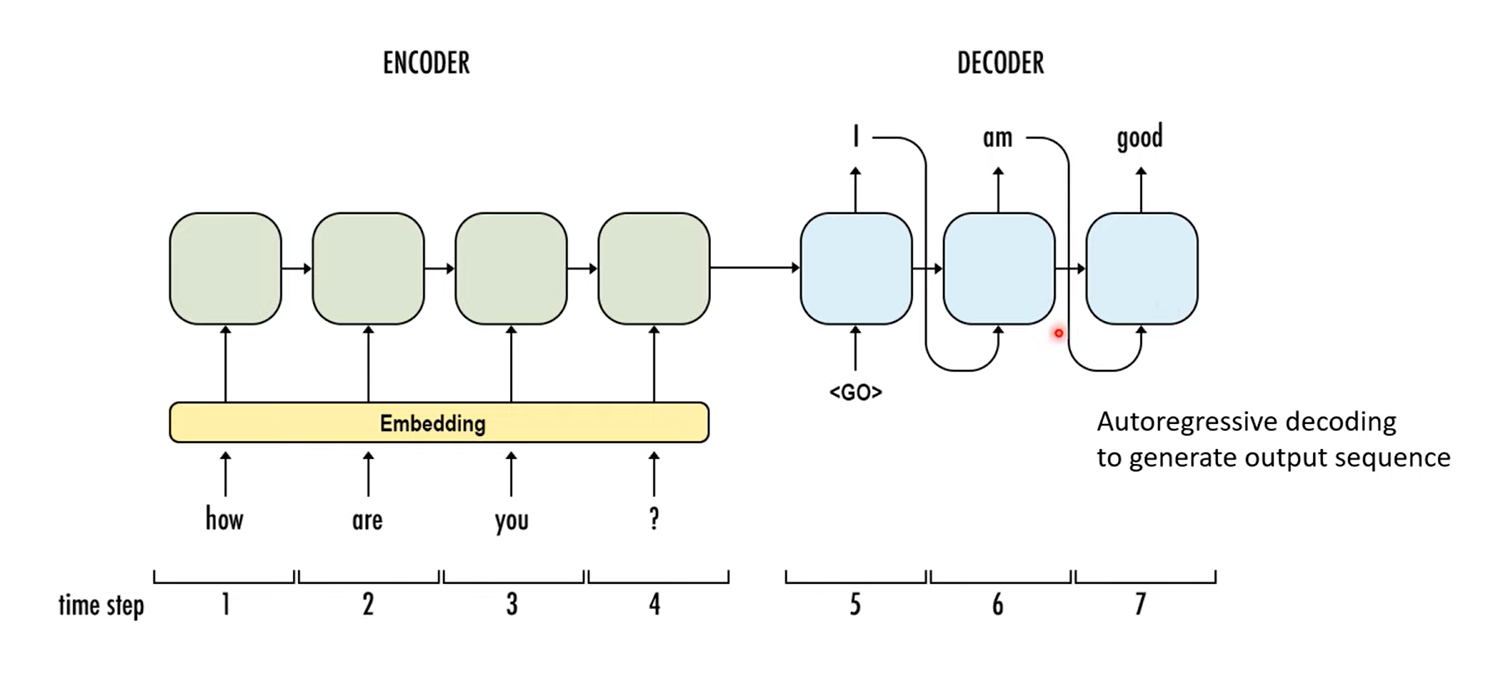 ENCODER
DECODER
I am good
<GO>
Embedding
Autoregressive decoding
to generate output sequence
how are you ?
time step 1 2 3 4 5 6 7